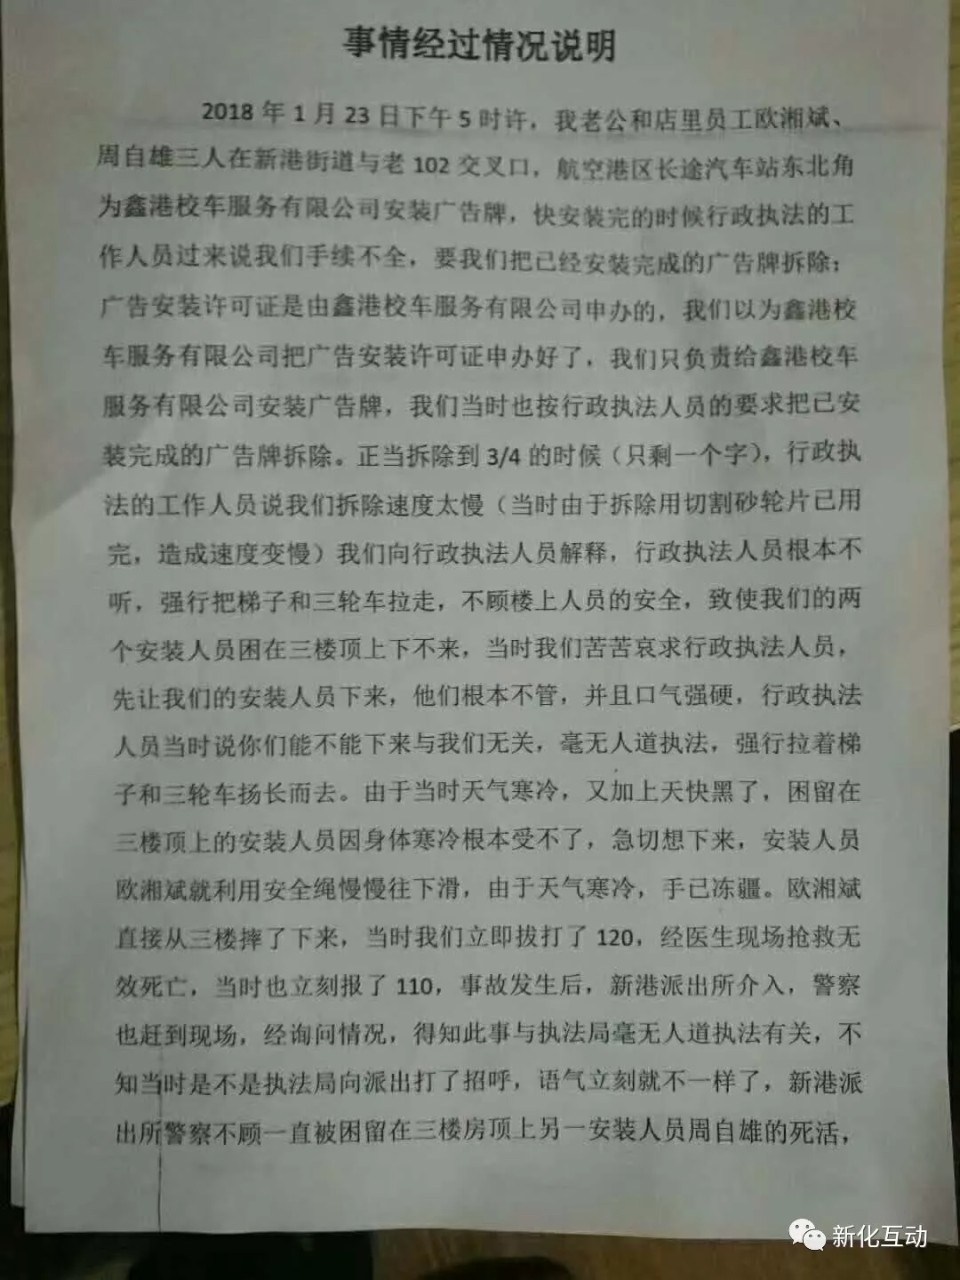 事情经过情况说明
2018 年 1 月 23 日下午 5 时许，我老公和店里员工欧湘斌、
周自雄三人在新港街道与老 102 交叉口，航空港区长途汽车站东北角
为鑫港校车服务有限公司安装广告牌，快安装完的时候行政执法的工
作人员过来说我们手续不全，要我们把已经安装完成的广告牌拆除；
广告安装许可证是由鑫港校车服务有限公司申办的，我们以为鑫港校
车服务有限公司把广告安装许可证申办好了，我们只负责给鑫港校车
服务有限公司安装广告牌，我们当时也按行政执法人员的要求把已安
装完成的广告牌拆除。正当拆除到 3/4 的时候（只剩一个字），行政执
法的工作人员说我们拆除速度太慢（当时由于拆除用切割砂轮片已用
完，造成速度变慢）我们向行政执法人员解释，行政执法人员根本不
听，强行把梯子和三轮车拉走，不顾楼上人员的安全，致使我们的两
个安装人员困在三楼顶上下不来，当时我们苦苦哀求行政执法人员，
先让我们的安装人员下来，他们根本不管，并且口气强硬，行政执法
人员当时说你们能不能下来与我们无关，毫无人道执法，强行拉着梯
子和三轮车扬长而去。由于当时天气寒冷，又加上天快黑了，困留在
三楼顶上的安装人员因身体寒冷根本受不了，急切想下来，安装人员
欧湘斌就利用安全绳慢慢往下滑，由于天气寒冷，手已冻疆。欧湘斌
直接从三楼摔了下来，当时我们立即拔打了 120，经医生现场抢救无
效死亡，当时也立刻报了 110，事故发生后，新港派出所介入，警察
也赶到现场，经询问情况，得知此事与执法局毫无人道执法有关，不
知当时是不是执法局向派出打了招呼，语气立刻就不一样了，新港派
出所警察不顾一直被困留在三楼房顶上另一安装人员周自雄的死活，
新化互动